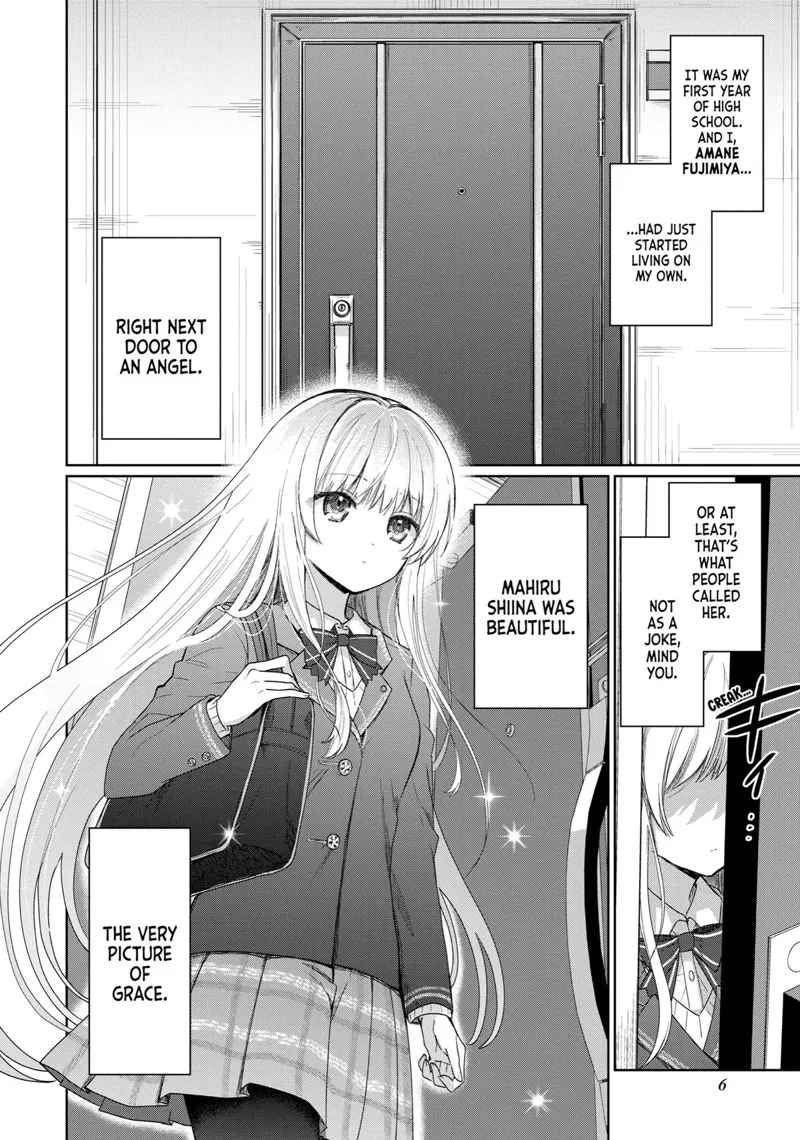 IT WAS MY
FIRST YEAR
OF HIGH
SCHOOL.
AND I,
AMANE
FUJIMIYA...
...HAD JUST
STARTED
LIVING ON
MY OWN.
RIGHT NEXT
DOOR TO
AN ANGEL.
OR AT
LEAST,
THAT'S
WHAT
PEOPLE
CALLED
HER.
NOT
AS A
JOKE,
MIND
YOU.
CREAK...
キィ
...
MAHIRU
SHIINA WAS
BEAUTIFUL.
THE VERY
PICTURE
OF
GRACE.
6